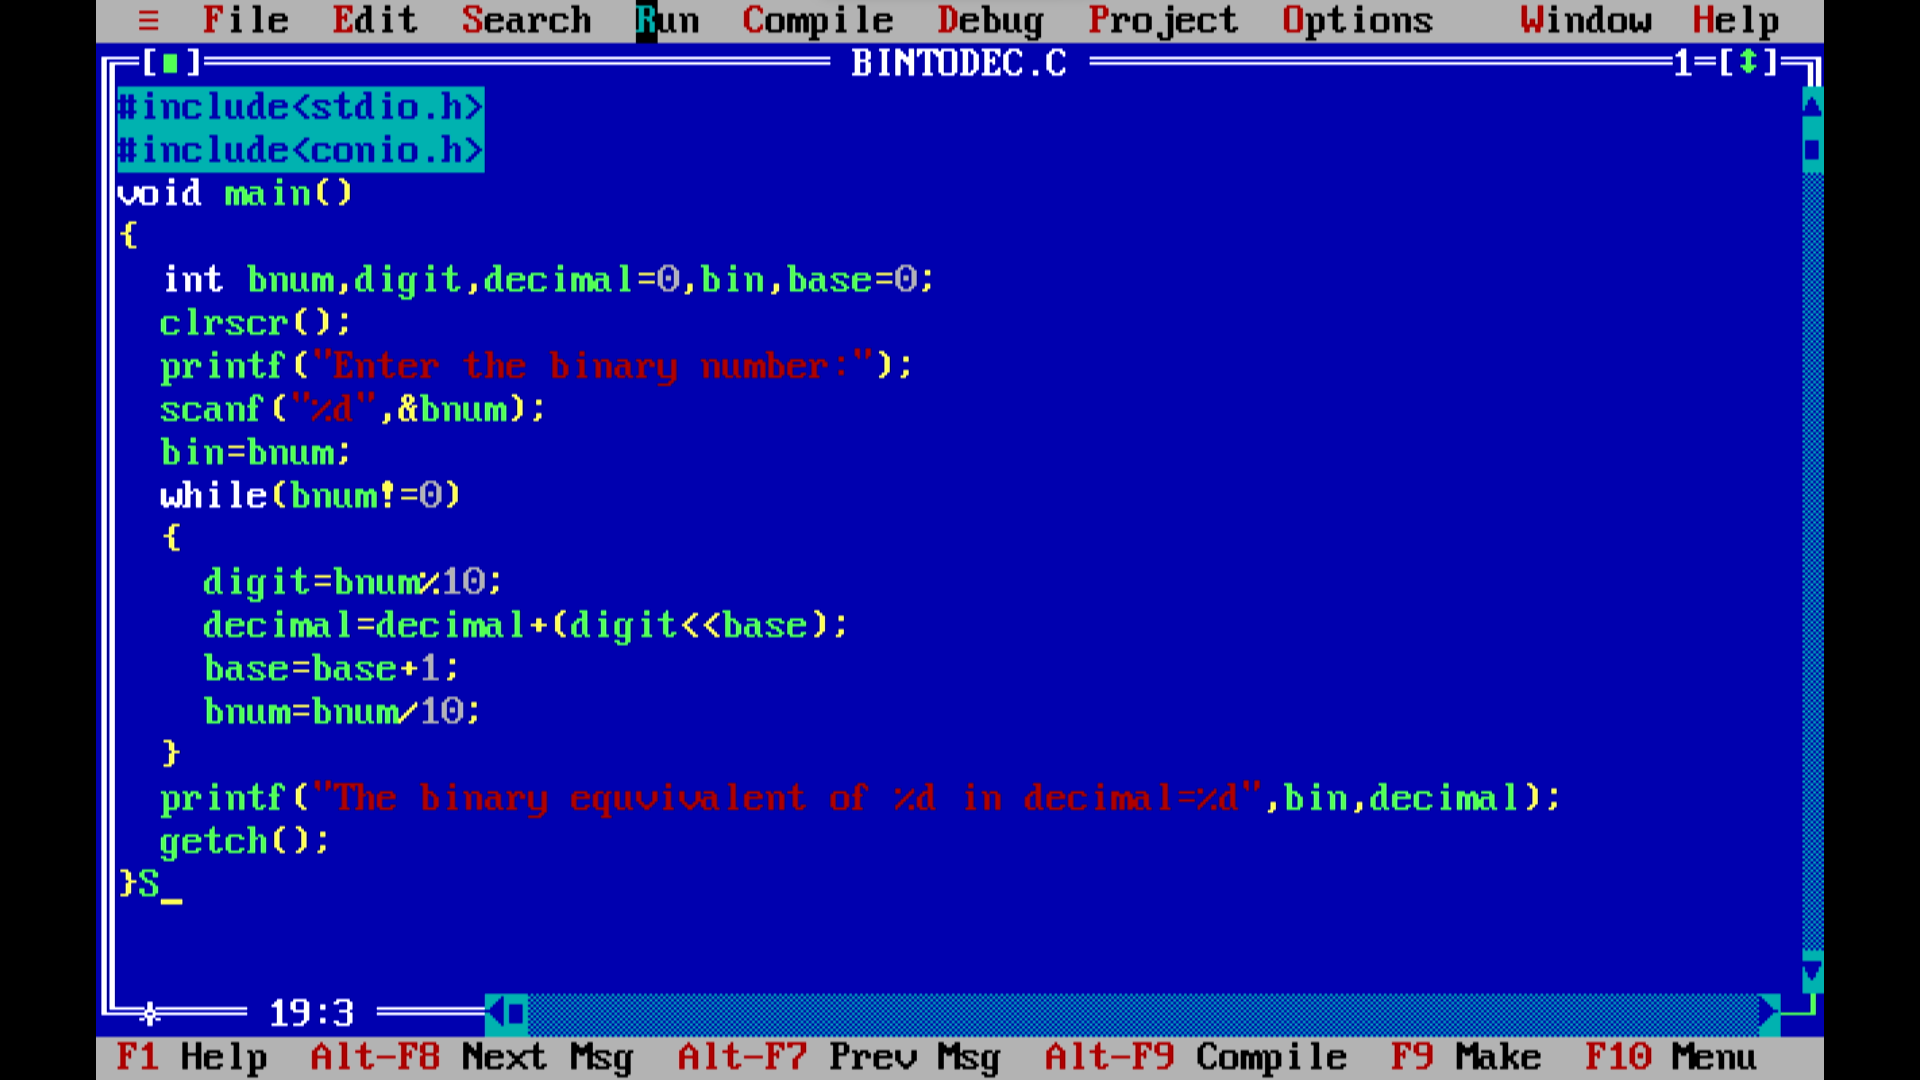 ≡ File Edit Search Run Compile Debug Project Options Window Help
[■] BINTODEC.C 1=[↕]
#include<stdio.h>
#include<conio.h>
void main()
{
  int bnum,digit,decimal=0,bin,base=0;
  clrscr();
  printf("Enter the binary number:");
  scanf("%d",&bnum);
  bin=bnum;
  while(bnum!=0)
  {
    digit=bnum%10;
    decimal=decimal+(digit<<base);
    base=base+1;
    bnum=bnum/10;
  }
  printf("The binary equvivalent of %d in decimal=%d",bin,decimal);
  getch();
}S_
19:3
F1 Help Alt-F8 Next Msg Alt-F7 Prev Msg Alt-F9 Compile F9 Make F10 Menu